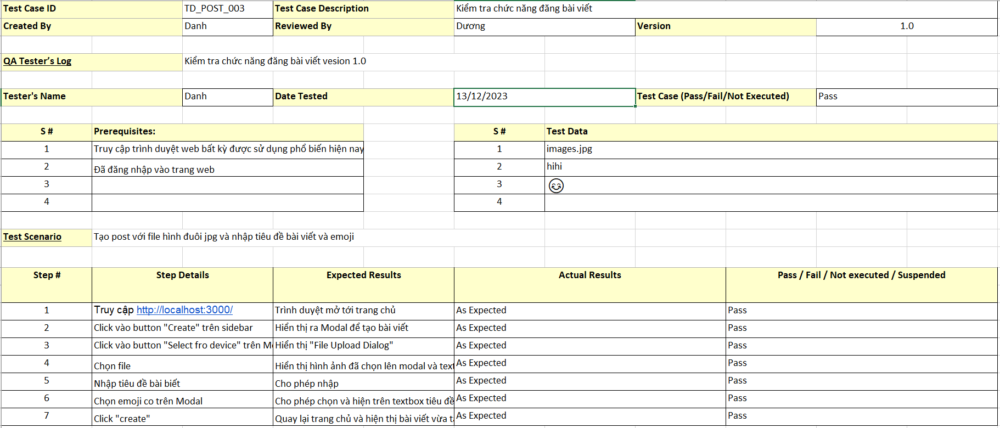 Test Case ID TD_POST_003 Test Case Description Kiểm tra chức năng đăng bài viết
Created By Danh Reviewed By Dương Version 1.0
QA Tester’s Log Kiểm tra chức năng đăng bài viết vesion 1.0
Tester's Name Danh Date Tested 13/12/2023 Test Case (Pass/Fail/Not Executed) Pass
S # Prerequisites: S # Test Data
1 Truy cập trình duyệt web bất kỳ được sử dụng phổ biến hiện nay 1 images.jpg
2 Đã đăng nhập vào trang web 2 hihi
3 3 😊
4 4
Test Scenario Tạo post với file hình đuôi jpg và nhập tiêu đề bài viết và emoji
Step # Step Details Expected Results Actual Results Pass / Fail / Not executed / Suspended
1 Truy cập http://localhost:3000/ Trình duyệt mở tới trang chủ As Expected Pass
2 Click vào button "Create" trên sidebar Hiển thị ra Modal để tạo bài viết As Expected Pass
3 Click vào button "Select fro device" trên Hiển thị "File Upload Dialog" As Expected Pass
4 Chọn file Hiển thị hình ảnh đã chọn lên modal và As Expected Pass
5 Nhập tiêu đề bài biết Cho phép nhập As Expected Pass
6 Chọn emoji co trên Modal Cho phép chọn và hiện trên textbox tiêu đề As Expected Pass
7 Click "create" Quay lại trang chủ và hiện thị bài viết vừa As Expected Pass